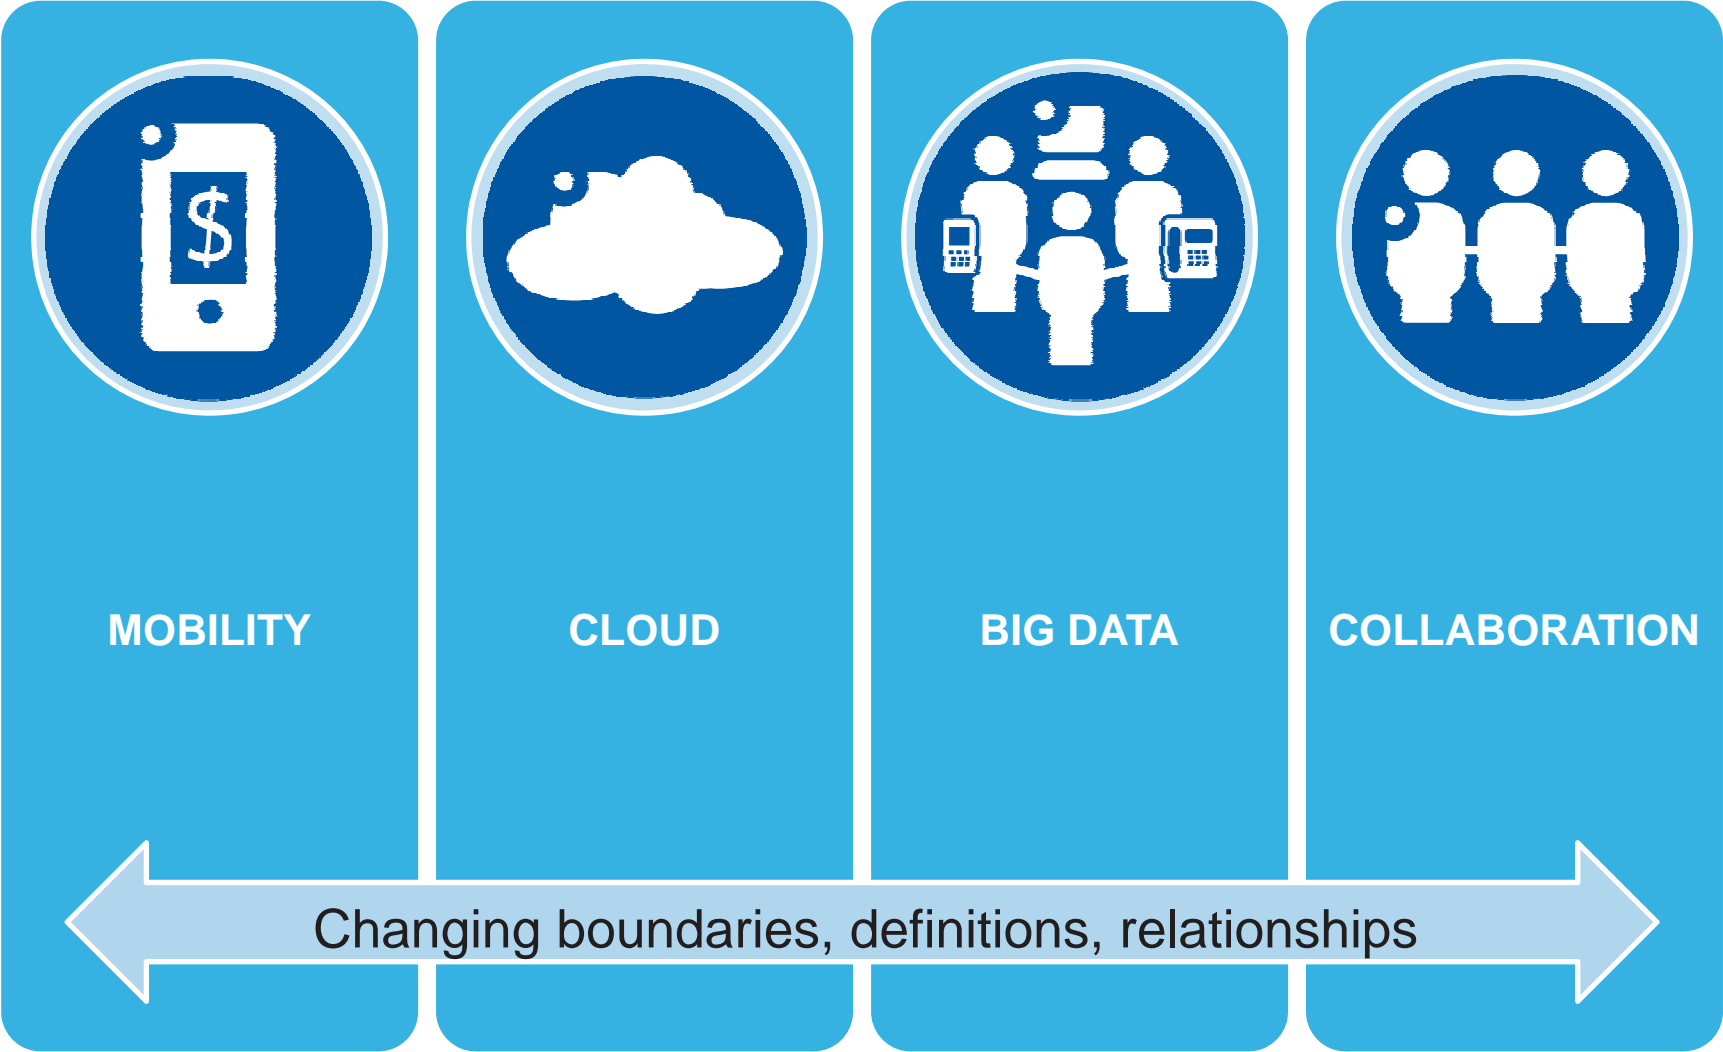 $
MOBILITY
CLOUD
BIG DATA
COLLABORATION
Changing boundaries, definitions, relationships